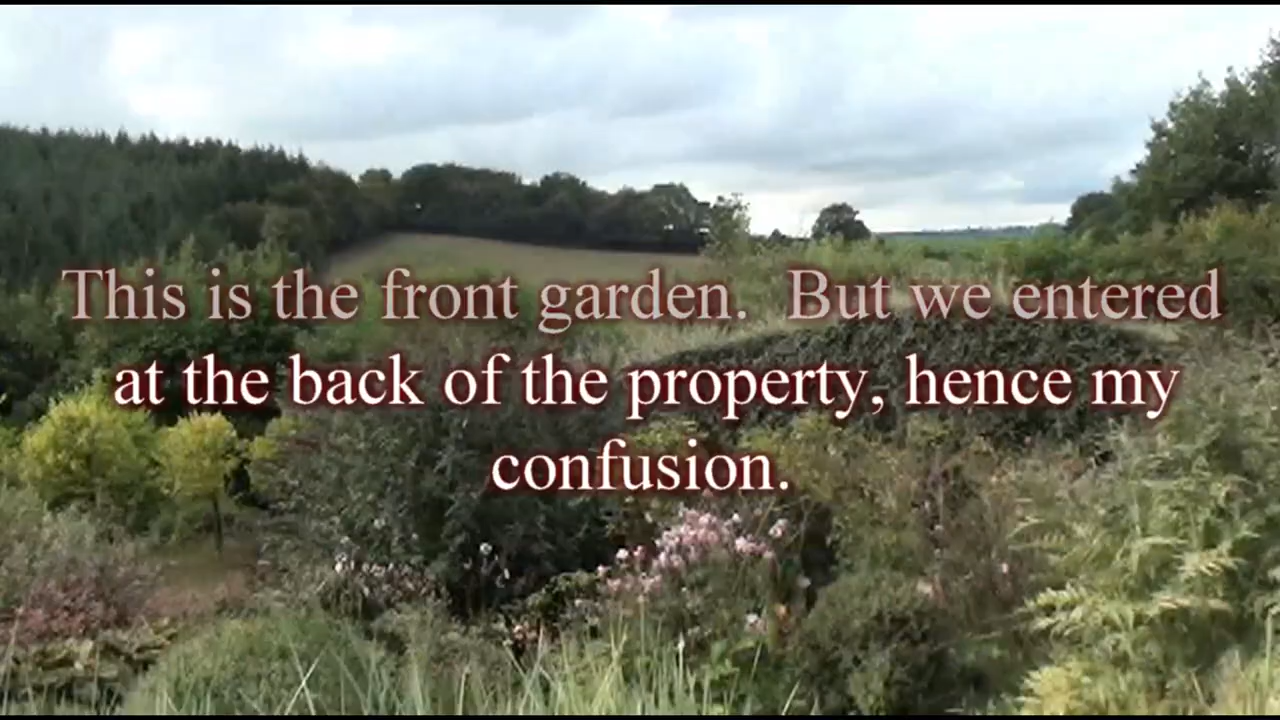 This is the front garden.  But we entered
at the back of the property, hence my
confusion.